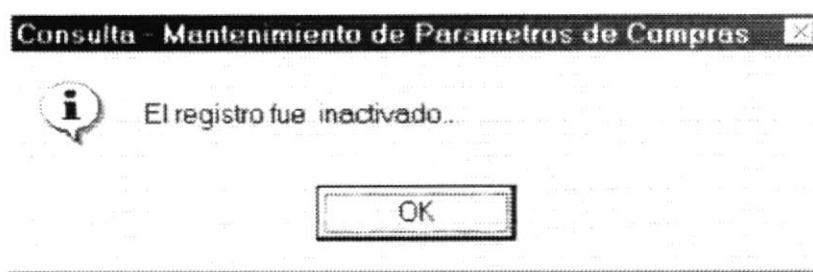 Consulta - Mantenimiento de Parametros de Compras
El registro fue inactivado..
OK